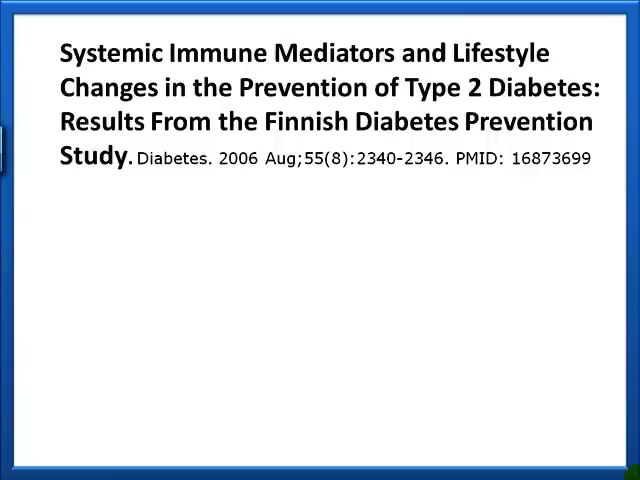 Systemic Immune Mediators and Lifestyle
Changes in the Prevention of Type 2 Diabetes:
Results From the Finnish Diabetes Prevention
Study. Diabetes. 2006 Aug;55(8):2340-2346. PMID: 16873699